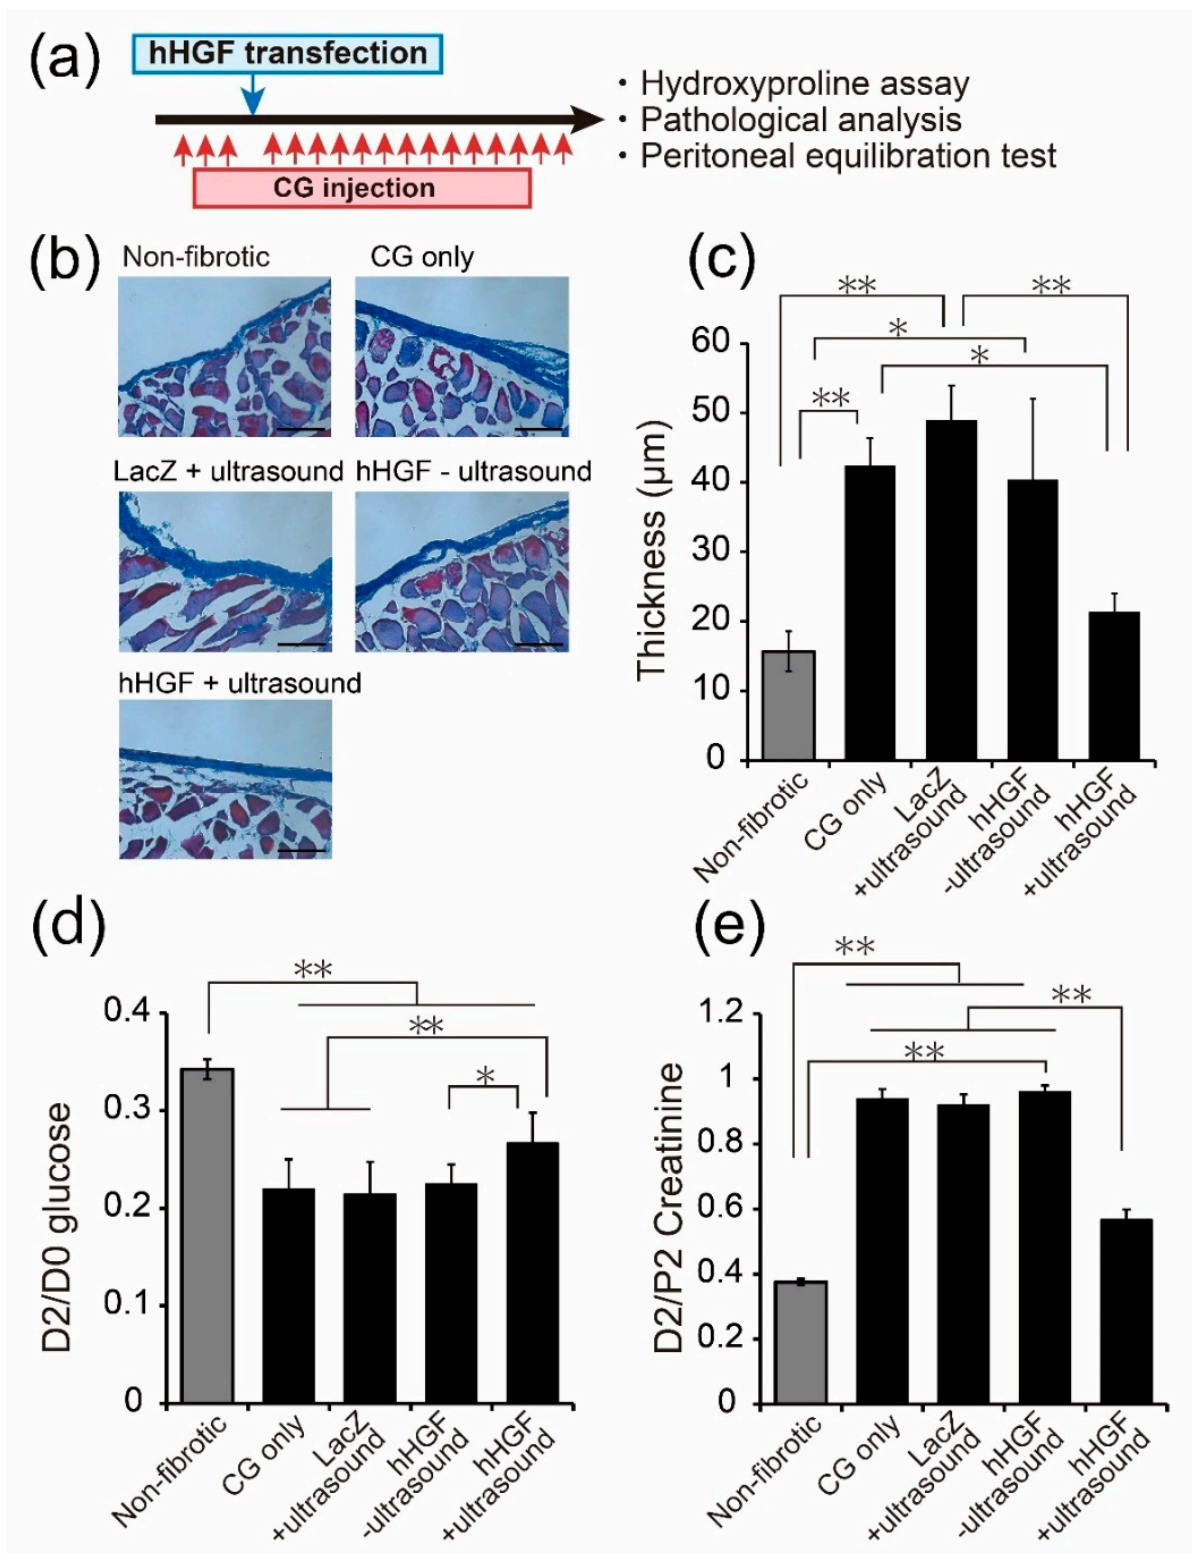 (a)
hHGF transfection
CG injection
・Hydroxyproline assay
・Pathological analysis
・Peritoneal equilibration test
(b)
Non-fibrotic
CG only
LacZ + ultrasound
hHGF - ultrasound
hHGF + ultrasound
(c)
**
**
*
*
**
60
50
40
30
20
10
0
Thickness (μm)
Non-fibrotic
CG only
LacZ
+ultrasound
hHGF
-ultrasound
hHGF
+ultrasound
(d)
**
**
*
0.4
0.3
0.2
0.1
0
D2/D0 glucose
Non-fibrotic
CG only
LacZ
+ultrasound
hHGF
-ultrasound
hHGF
+ultrasound
(e)
**
**
**
1.2
1
0.8
0.6
0.4
0.2
0
D2/P2 Creatinine
Non-fibrotic
CG only
LacZ
+ultrasound
hHGF
-ultrasound
hHGF
+ultrasound